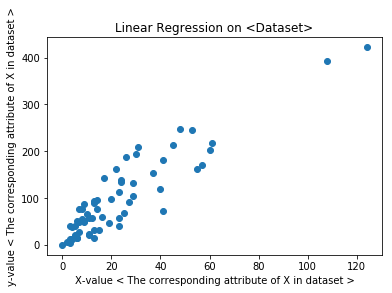 Linear Regression on <Dataset>
y-value < The corresponding attribute of X in dataset >
400
300
200
100
0
0 20 40 60 80 100 120
X-value < The corresponding attribute of X in dataset >